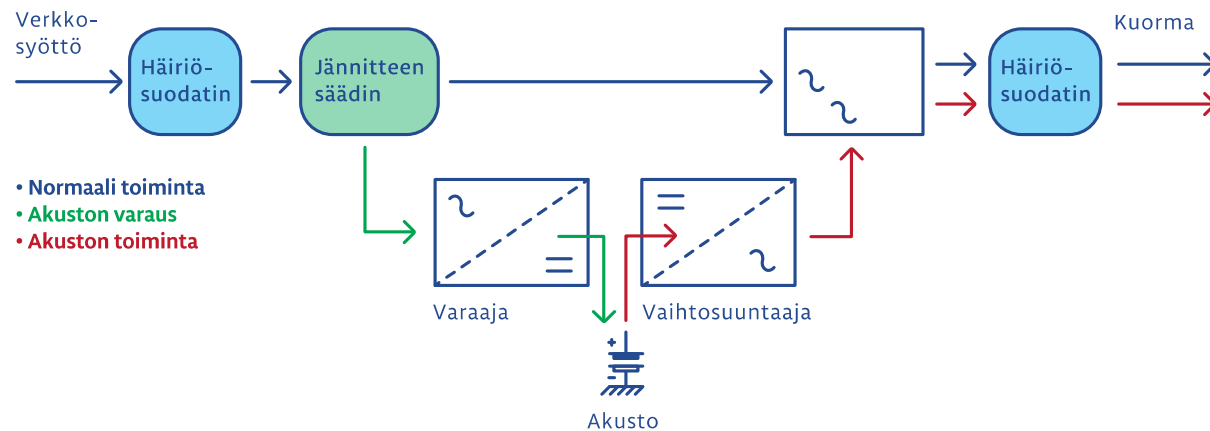 Verkko-
syöttö
Häiriö-
suodatin
Jännitteen
säädin
Häiriö-
suodatin
Kuorma
• Normaali toiminta
• Akuston varaus
• Akuston toiminta
Varaaja
Vaihtosuuntaaja
+
-
Akusto